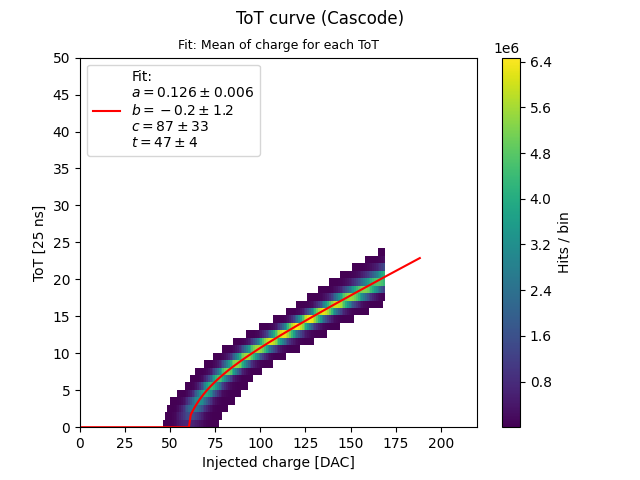 ToT curve (Cascode)
Fit: Mean of charge for each ToT
1e6
Fit:
a = 0.126 ± 0.006
b = −0.2 ± 1.2
c = 87 ± 33
t = 47 ± 4
50
45
40
35
30
25
20
15
10
5
0
ToT [25 ns]
0 25 50 75 100 125 150 175 200
Injected charge [DAC]
6.4
5.6
4.8
4.0
3.2
2.4
1.6
0.8
Hits / bin